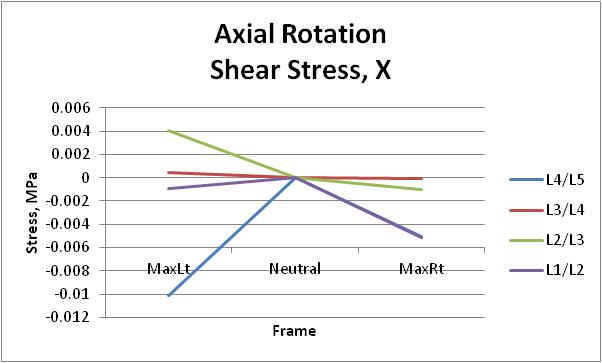 Axial Rotation
Shear Stress, X
0.006
0.004
0.002
0
-0.002
-0.004
-0.006
-0.008
-0.01
-0.012
Stress, MPa
MaxLt Neutral MaxRt
Frame
L4/L5
L3/L4
L2/L3
L1/L2